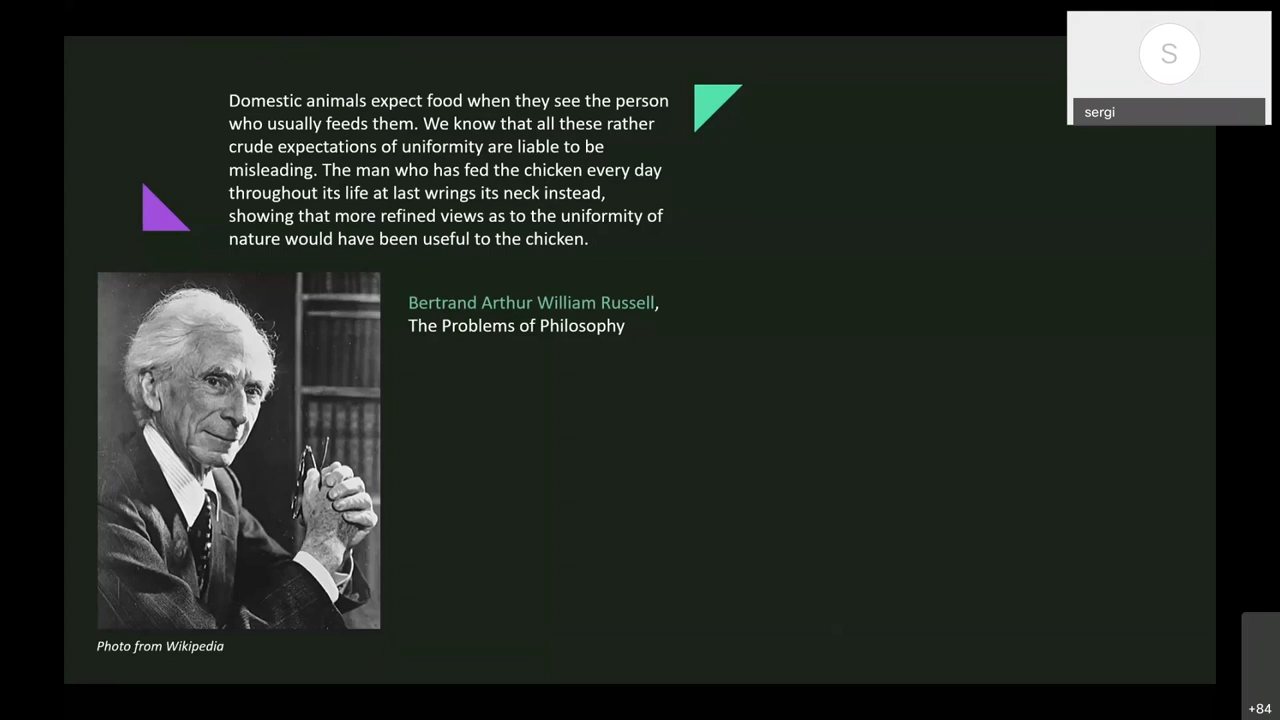 Domestic animals expect food when they see the person
who usually feeds them. We know that all these rather
crude expectations of uniformity are liable to be
misleading. The man who has fed the chicken every day
throughout its life at last wrings its neck instead,
showing that more refined views as to the uniformity of
nature would have been useful to the chicken.
Bertrand Arthur William Russell,
The Problems of Philosophy
Photo from Wikipedia
S
sergi
+84